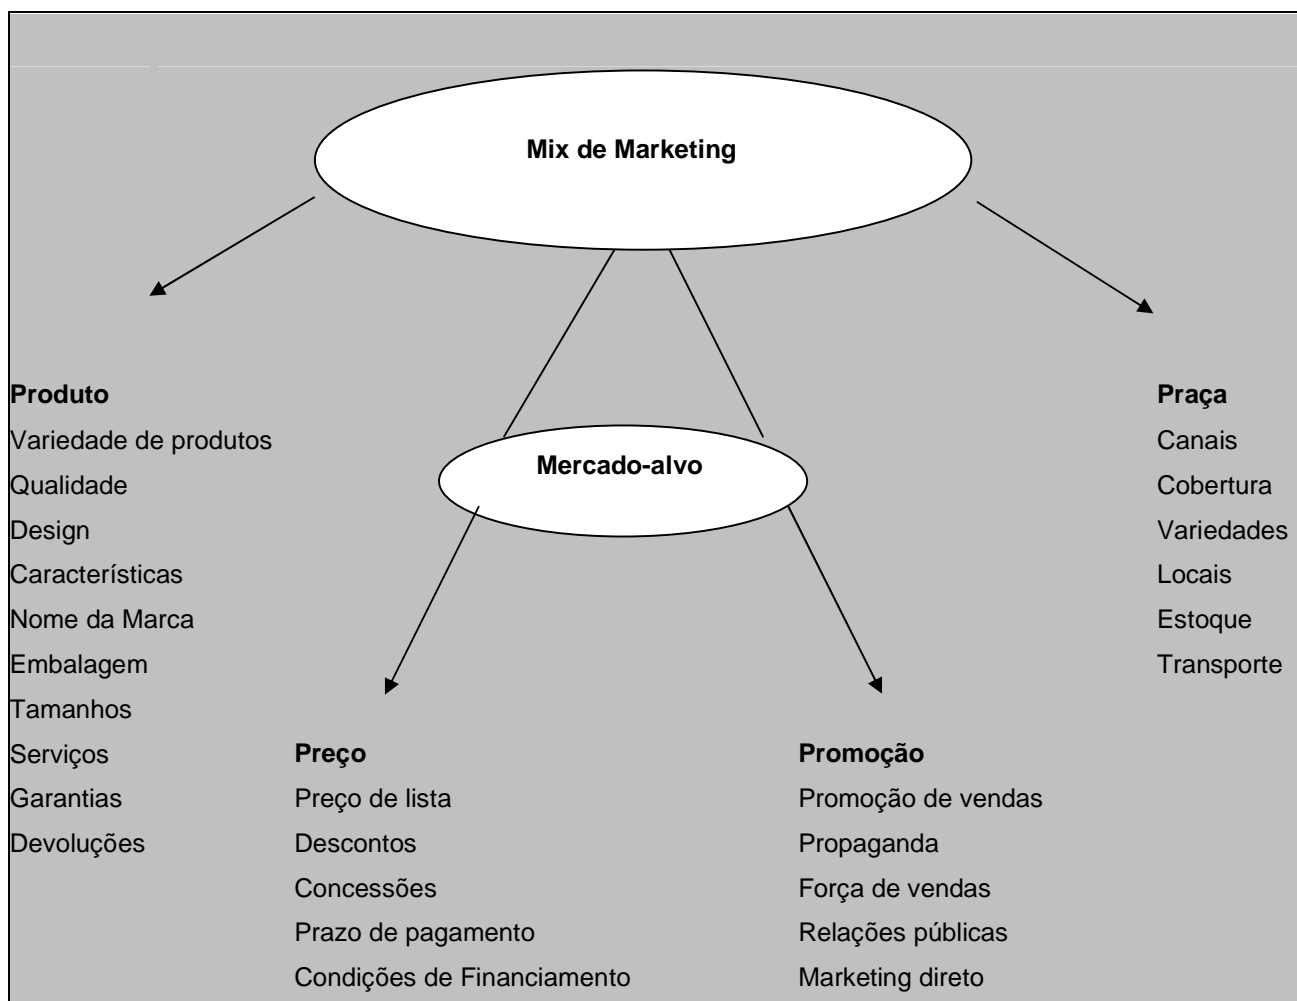 Mix de Marketing
Mercado-alvo
Produto
Variedade de produtos
Qualidade
Design
Características
Nome da Marca
Embalagem
Tamanhos
Serviços
Garantias
Devoluções
Preço
Preço de lista
Descontos
Concessões
Prazo de pagamento
Condições de Financiamento
Promoção
Promoção de vendas
Propaganda
Força de vendas
Relações públicas
Marketing direto
Praça
Canais
Cobertura
Variedades
Locais
Estoque
Transporte